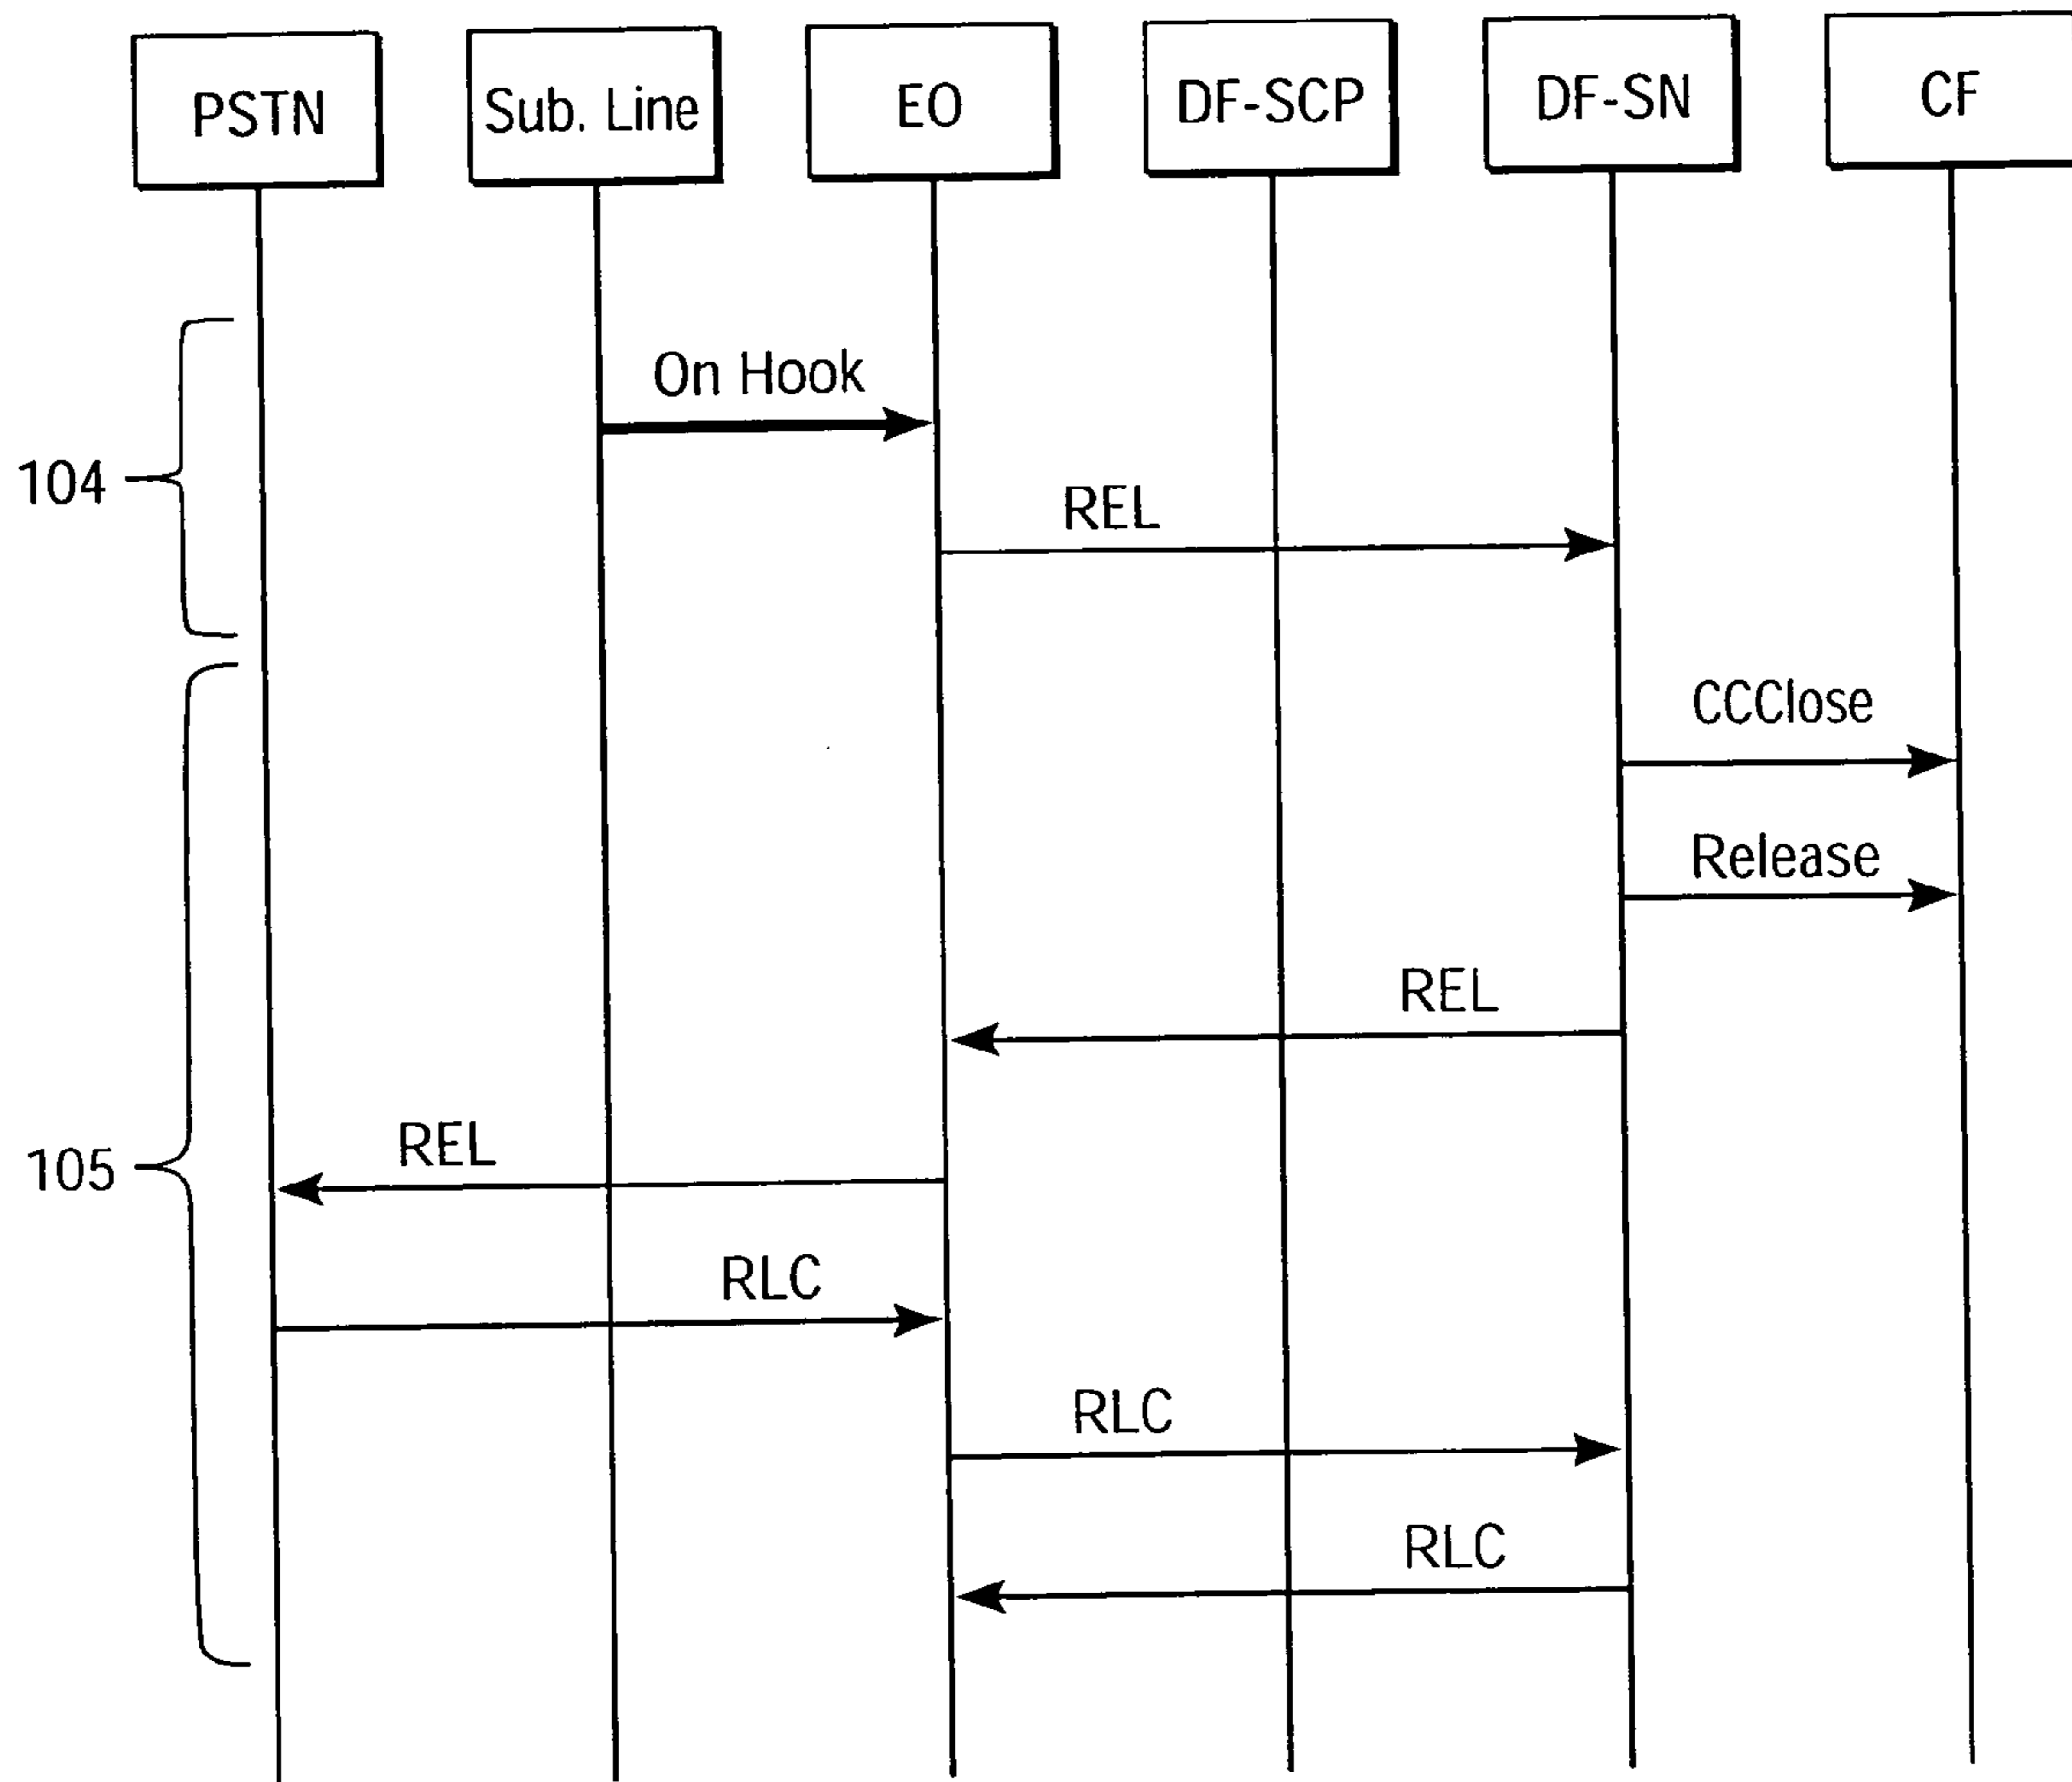 PSTN
Sub. Line
EO
DF-SCP
DF-SN
CF
On Hook
104
REL
CCClose
Release
REL
REL
105
RLC
RLC
RLC